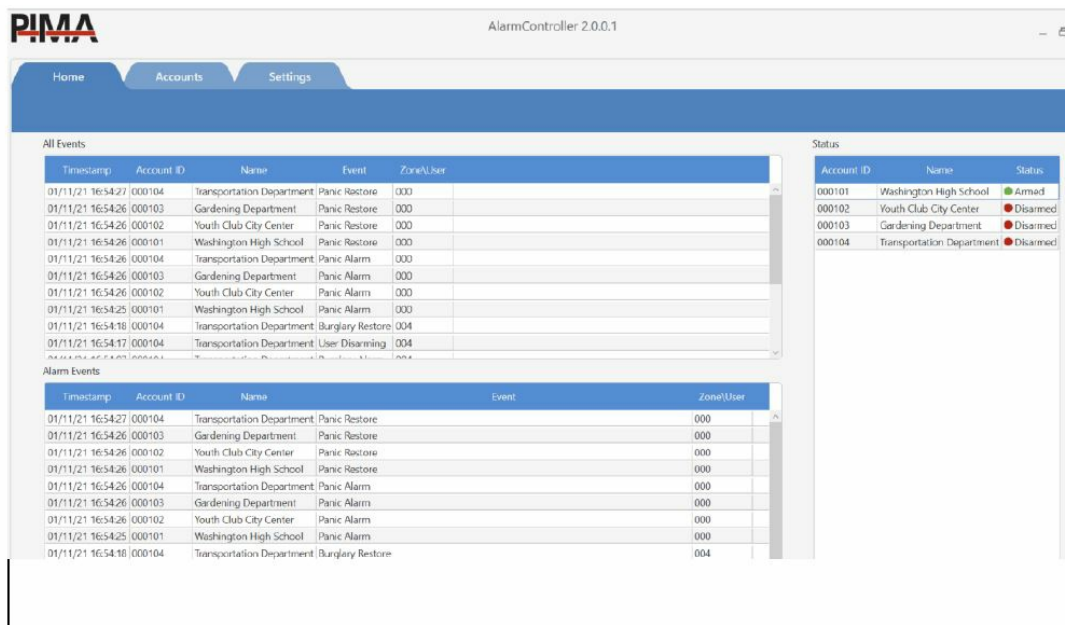 PIMA
AlarmController 2.0.0.1
Home Accounts Settings
All Events
Timestamp Account ID Name Event Zone\User
01/11/21 16:54:27 000104 Transportation Department Panic Restore 000
01/11/21 16:54:26 000103 Gardening Department Panic Restore 000
01/11/21 16:54:26 000102 Youth Club City Center Panic Restore 000
01/11/21 16:54:26 000101 Washington High School Panic Restore 000
01/11/21 16:54:26 000104 Transportation Department Panic Alarm 000
01/11/21 16:54:26 000103 Gardening Department Panic Alarm 000
01/11/21 16:54:26 000102 Youth Club City Center Panic Alarm 000
01/11/21 16:54:25 000101 Washington High School Panic Alarm 000
01/11/21 16:54:18 000104 Transportation Department Burglary Restore 004
01/11/21 16:54:17 000104 Transportation Department User Disarming 004
Status
Account ID Name Status
000101 Washington High School Armed
000102 Youth Club City Center Disarmed
000103 Gardening Department Disarmed
000104 Transportation Department Disarmed
Alarm Events
Timestamp Account ID Name Event Zone\User
01/11/21 16:54:27 000104 Transportation Department Panic Restore 000
01/11/21 16:54:26 000103 Gardening Department Panic Restore 000
01/11/21 16:54:26 000102 Youth Club City Center Panic Restore 000
01/11/21 16:54:26 000101 Washington High School Panic Restore 000
01/11/21 16:54:26 000104 Transportation Department Panic Alarm 000
01/11/21 16:54:26 000103 Gardening Department Panic Alarm 000
01/11/21 16:54:26 000102 Youth Club City Center Panic Alarm 000
01/11/21 16:54:25 000101 Washington High School Panic Alarm 000
01/11/21 16:54:18 000104 Transportation Department Burglary Restore 004